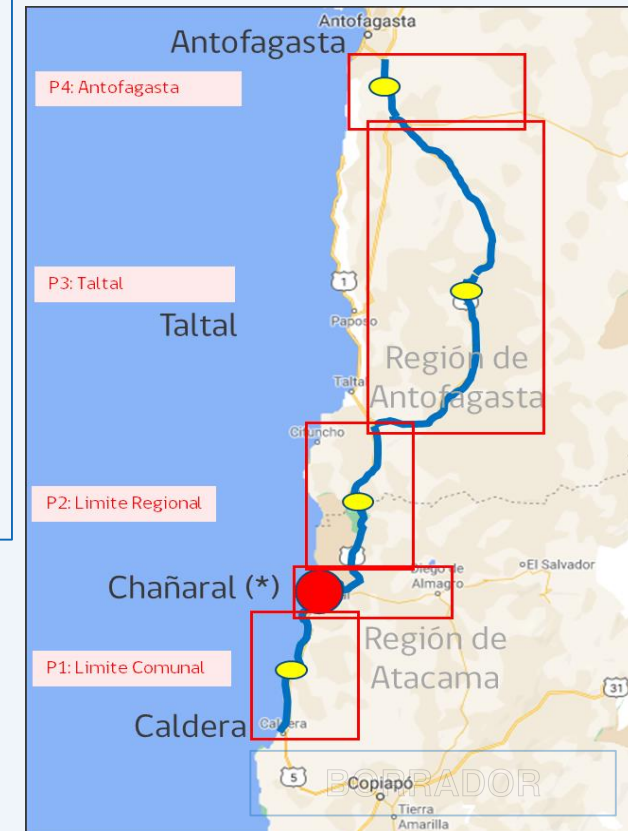 Antofagasta
Antofagasta
P4: Antofagasta
P3: Taltal
1
Paposo
Taltal
Región de
Antofagasta
Taltal
Cifuncho
P2: Limite Regional
Diego de
Almagro
El Salvador
Chañaral (*)
Región de
Atacama
P1: Limite Comunal
31
Caldera
Caldera
5
BORRADOR
Copiapó
Tierra
Amarilla